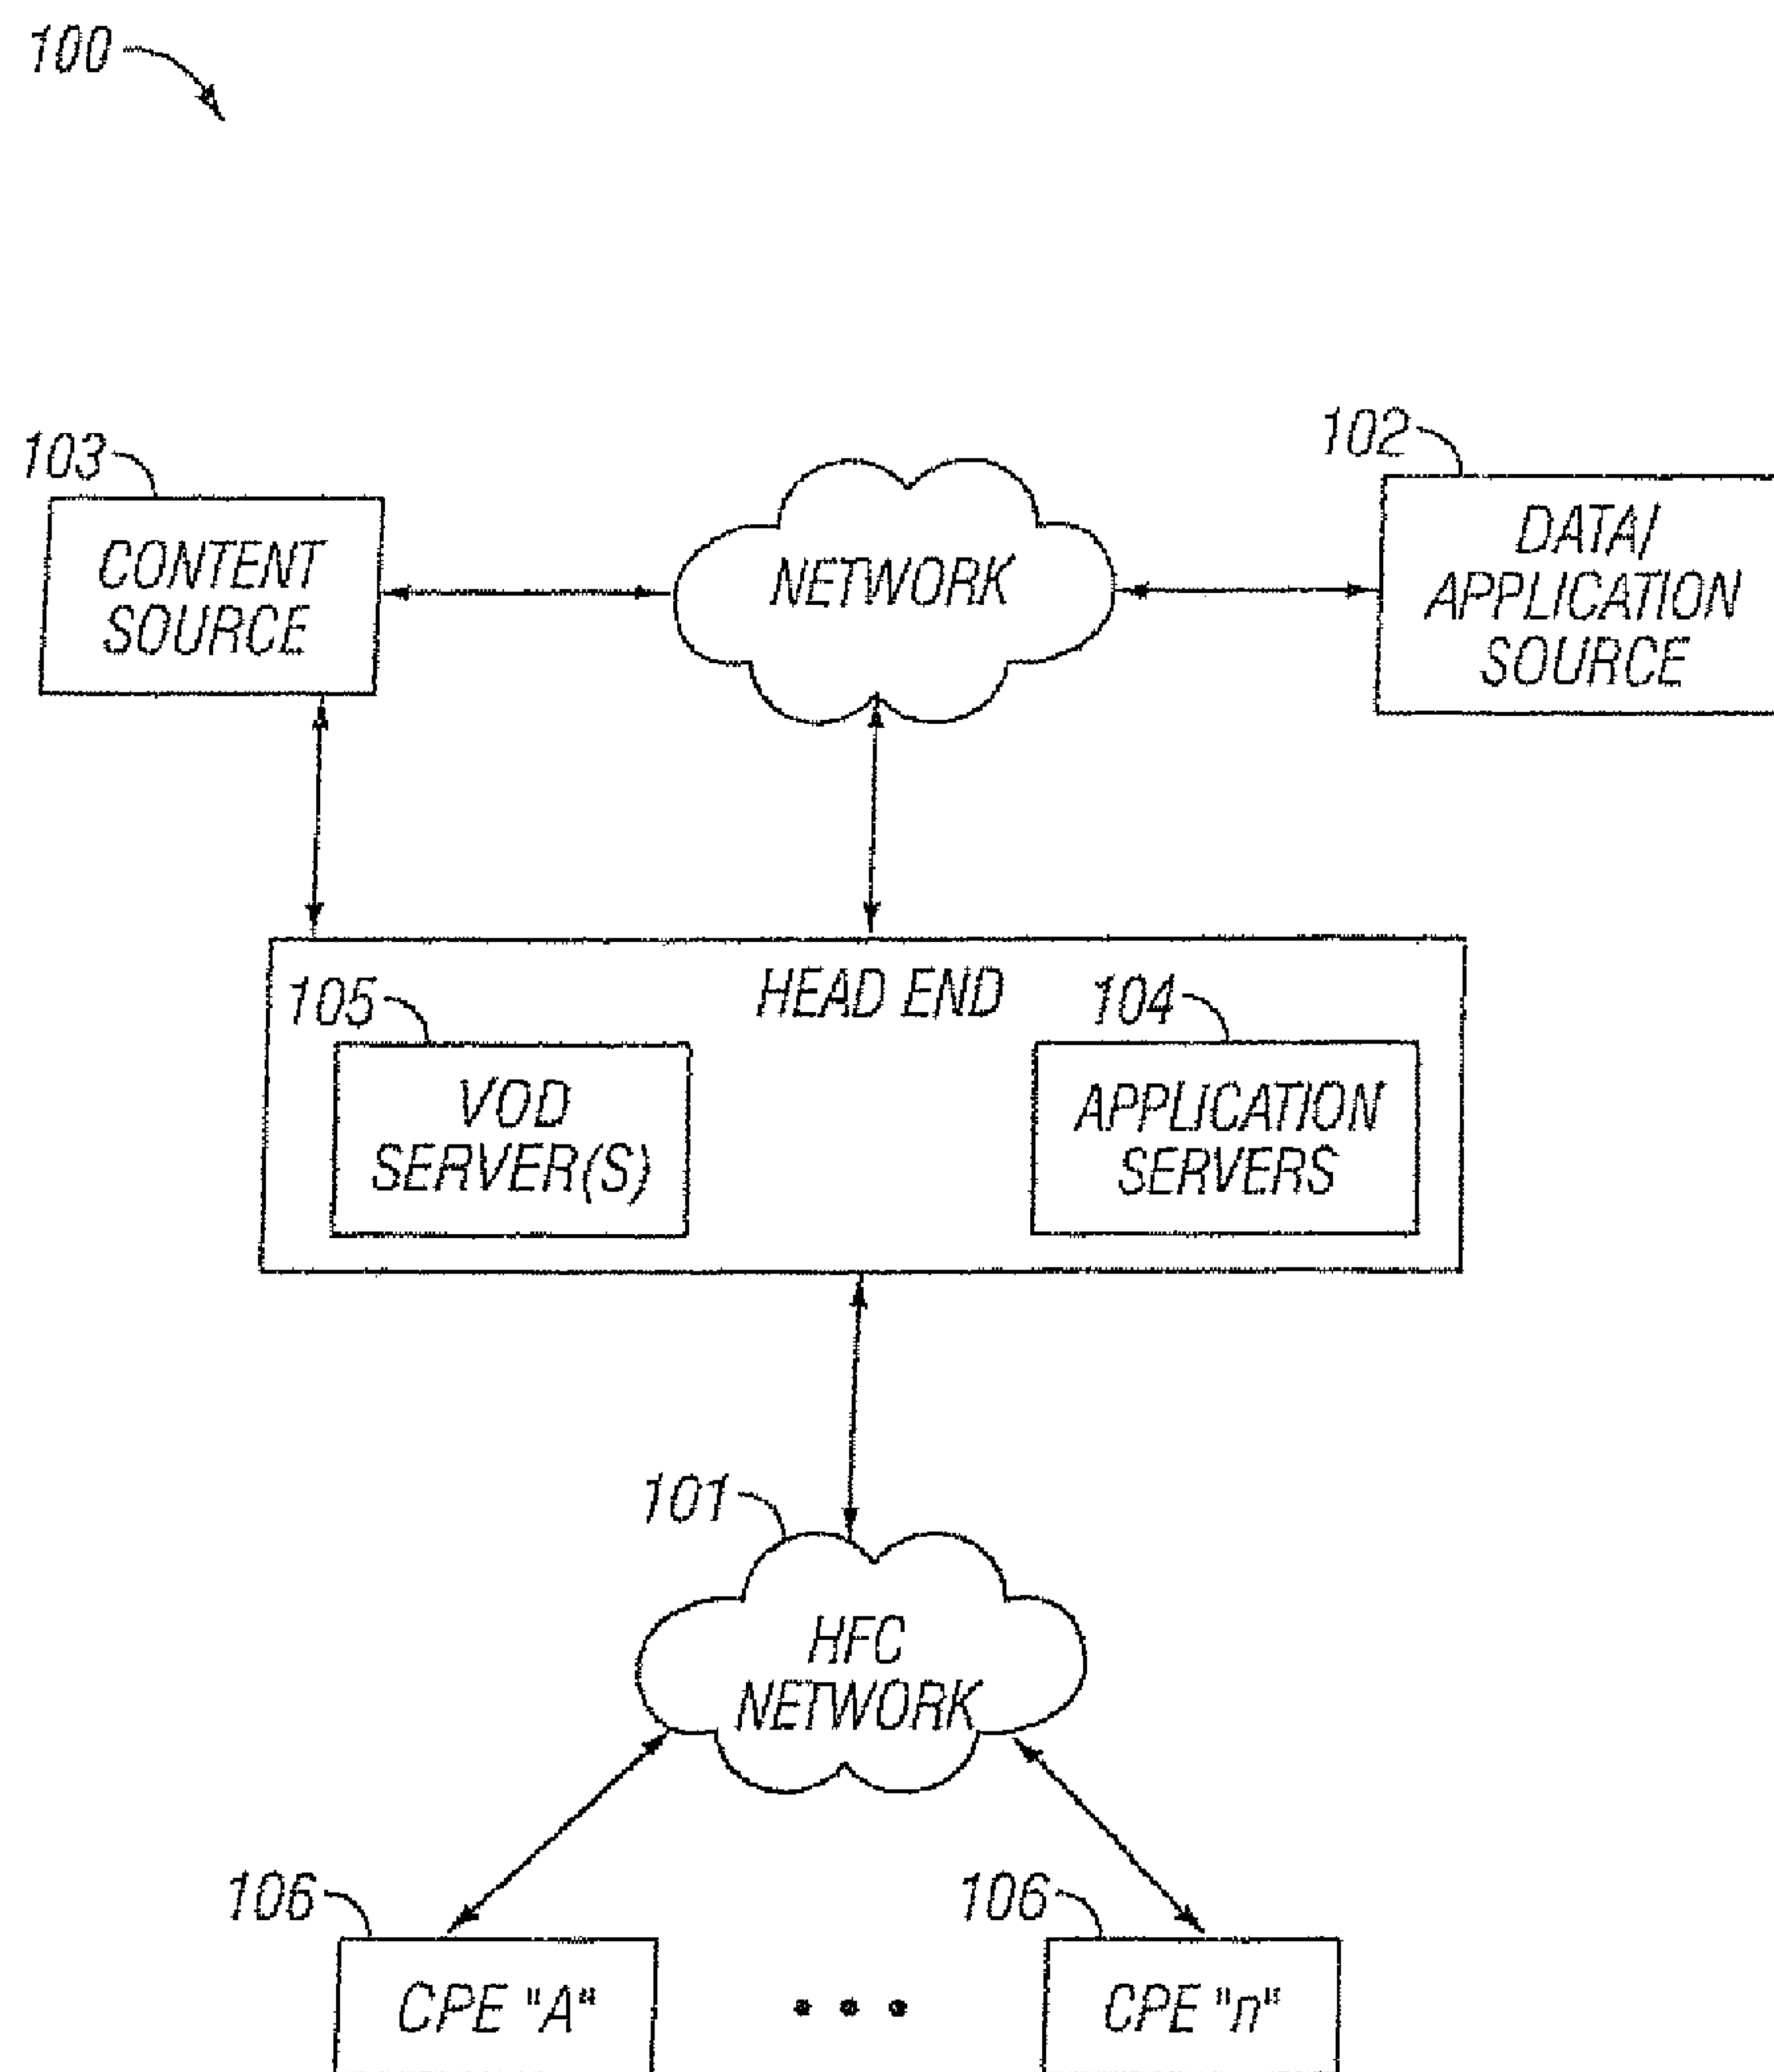 100
103
CONTENT
SOURCE
NETWORK
102
DATA/
APPLICATION
SOURCE
HEAD END
105
VOD
SERVER(S)
104
APPLICATION
SERVERS
101
HFC
NETWORK
106
CPE "A"
• • •
106
CPE "n"